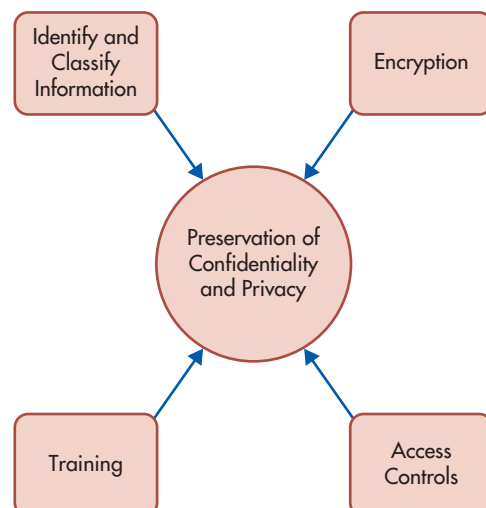 Identify and
Classify
Information
Encryption
Preservation of
Confidentiality
and Privacy
Training
Access
Controls